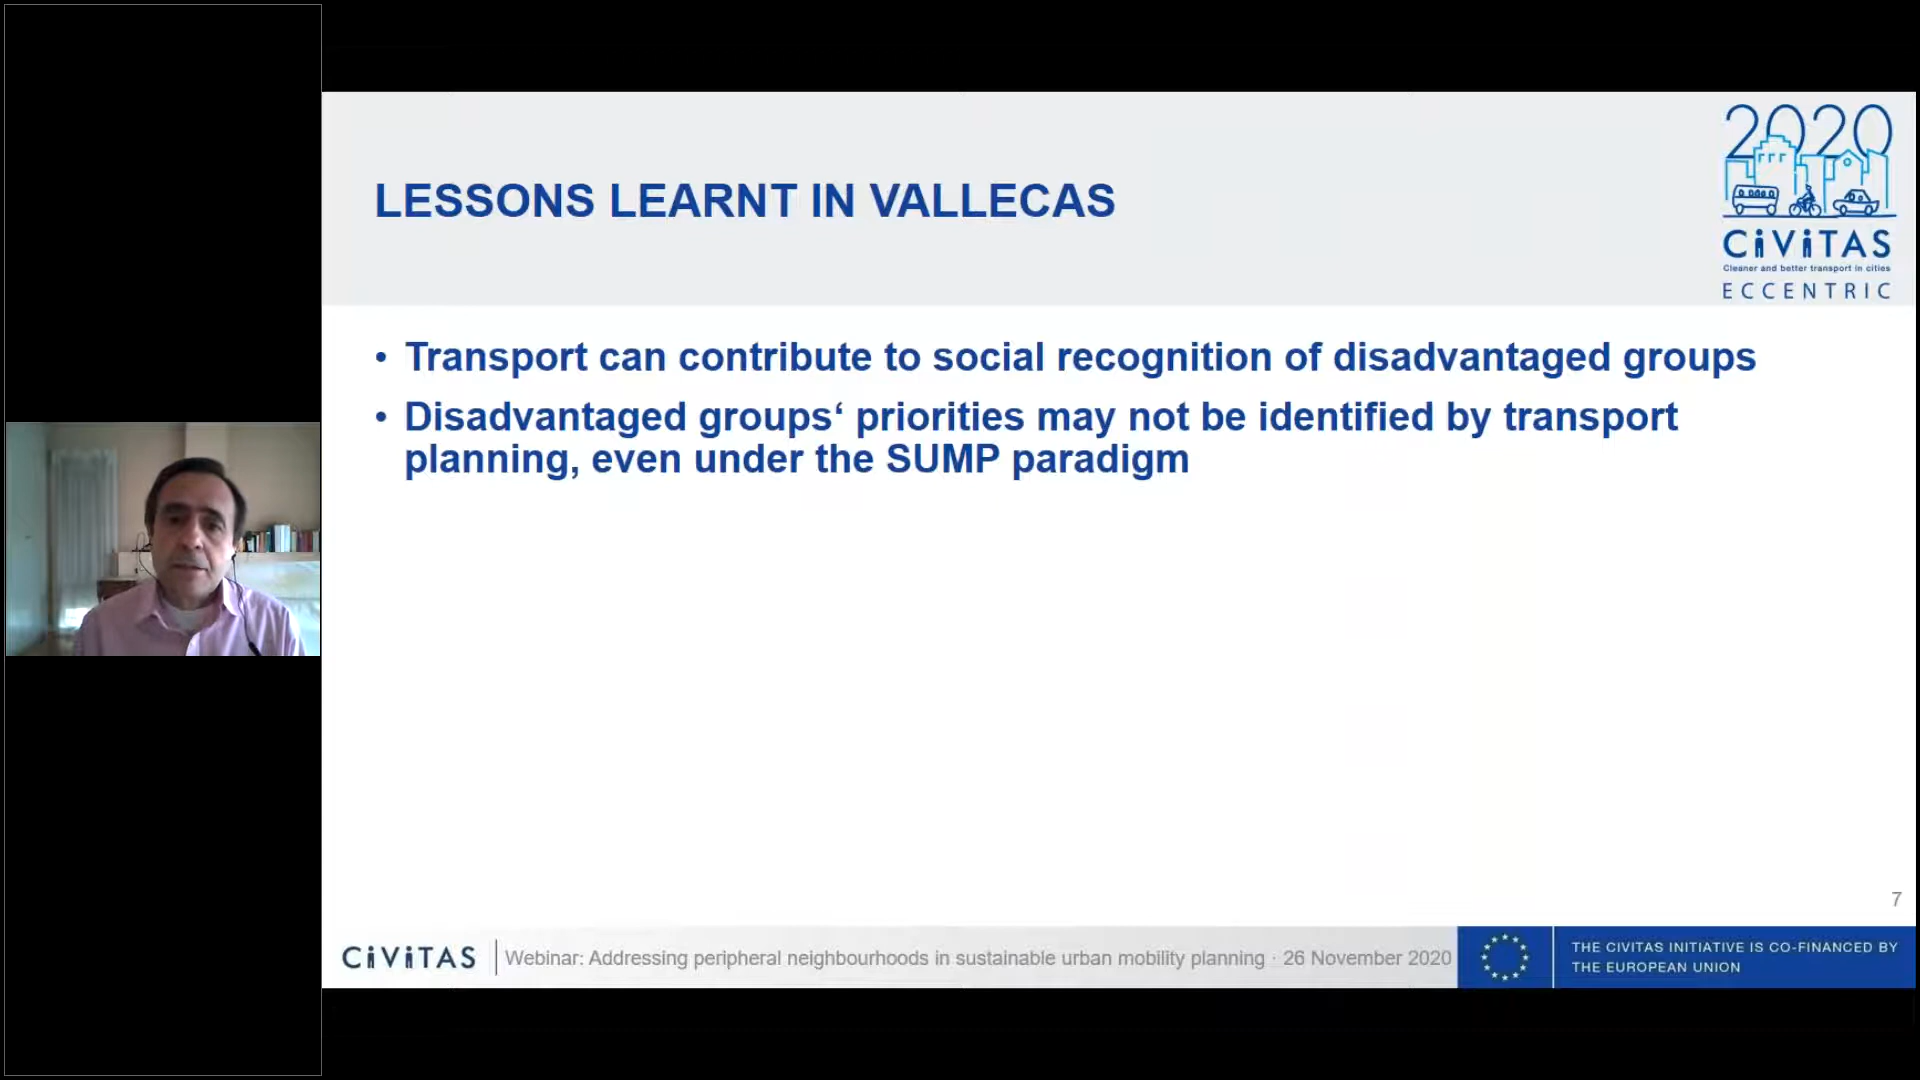 LESSONS LEARNT IN VALLECAS
2020
CiViTAS
Cleaner and better transport in cities
ECCENTRIC
• Transport can contribute to social recognition of disadvantaged groups
• Disadvantaged groups‘ priorities may not be identified by transport
planning, even under the SUMP paradigm
7
CiViTAS
Webinar: Addressing peripheral neighbourhoods in sustainable urban mobility planning · 26 November 2020
THE CIVITAS INITIATIVE IS CO-FINANCED BY
THE EUROPEAN UNION